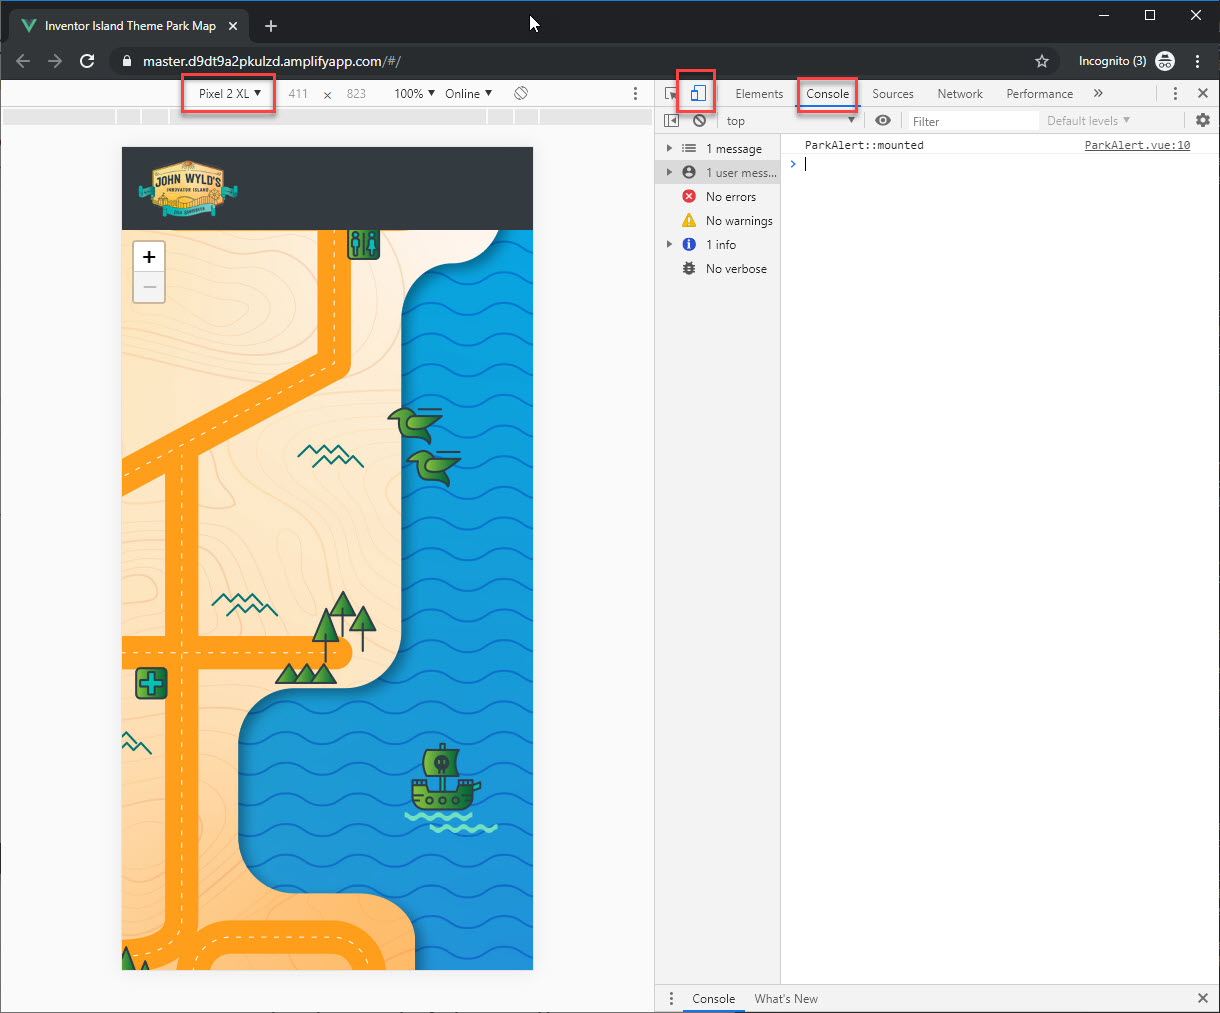 Inventor Island Theme Park Map
master.d9dt9a2pkulzd.amplifyapp.com/#/
Incognito (3)
Pixel 2 XL ▼ 411 × 823 100% ▼ Online ▼
Elements Console Sources Network Performance »
top ▼ Filter Default levels ▼
1 message
1 user mess...
No errors
No warnings
1 info
No verbose
ParkAlert::mounted ParkAlert.vue:10
JOHN WYLD'S
INNOVATOR ISLAND
+
−
Console What's New